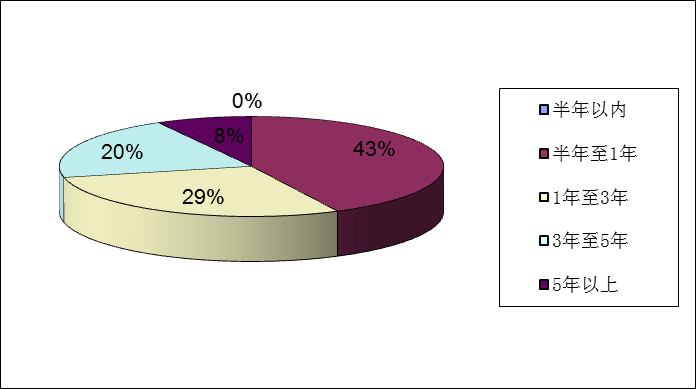 0%
43%
8%
20%
29%
半年以内
半年至1年
1年至3年
3年至5年
5年以上